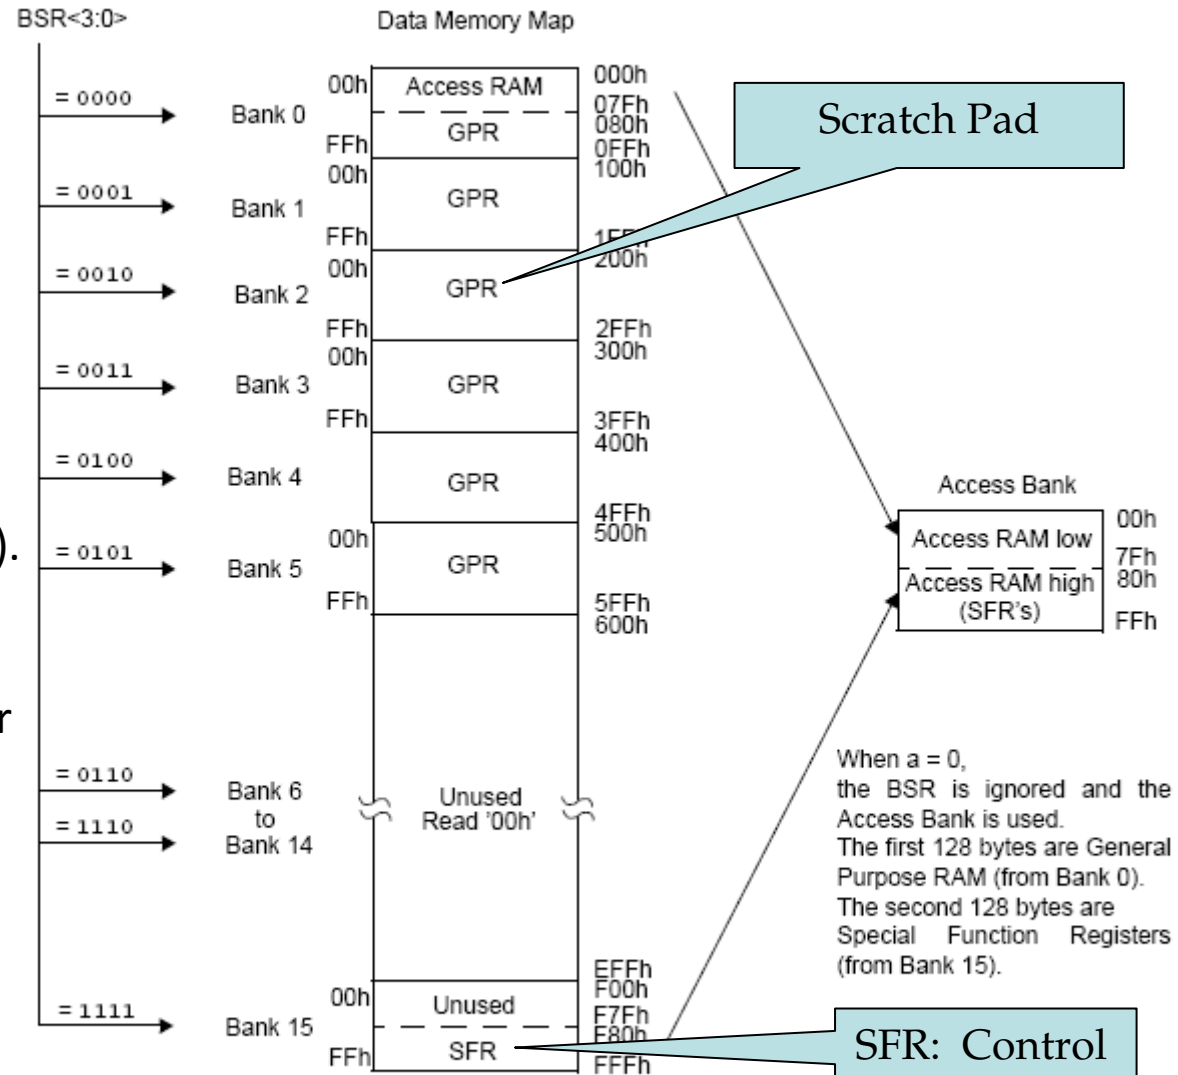 BSR<3:0>
Data Memory Map
= 0000
Bank 0
00h
Access RAM
000h
07Fh
080h
GPR
FFh
0FFh
Scratch Pad
= 0001
Bank 1
00h
100h
GPR
FFh
1FFh
= 0010
Bank 2
00h
200h
GPR
FFh
2FFh
= 0011
Bank 3
00h
300h
GPR
FFh
3FFh
= 0100
Bank 4
400h
GPR
4FFh
).
= 0101
Bank 5
00h
500h
GPR
FFh
5FFh
600h
Access Bank
Access RAM low
00h
7Fh
Access RAM high
80h
(SFR's)
FFh
r
= 0110
Bank 6
to
= 1110
Bank 14
Unused
Read '00h'
When a = 0,
the BSR is ignored and the
Access Bank is used.
The first 128 bytes are General
Purpose RAM (from Bank 0).
The second 128 bytes are
Special Function Registers
(from Bank 15).
EFFh
= 1111
Bank 15
00h
F00h
Unused
F7Fh
F80h
SFR
FFh
FFFh
SFR: Control